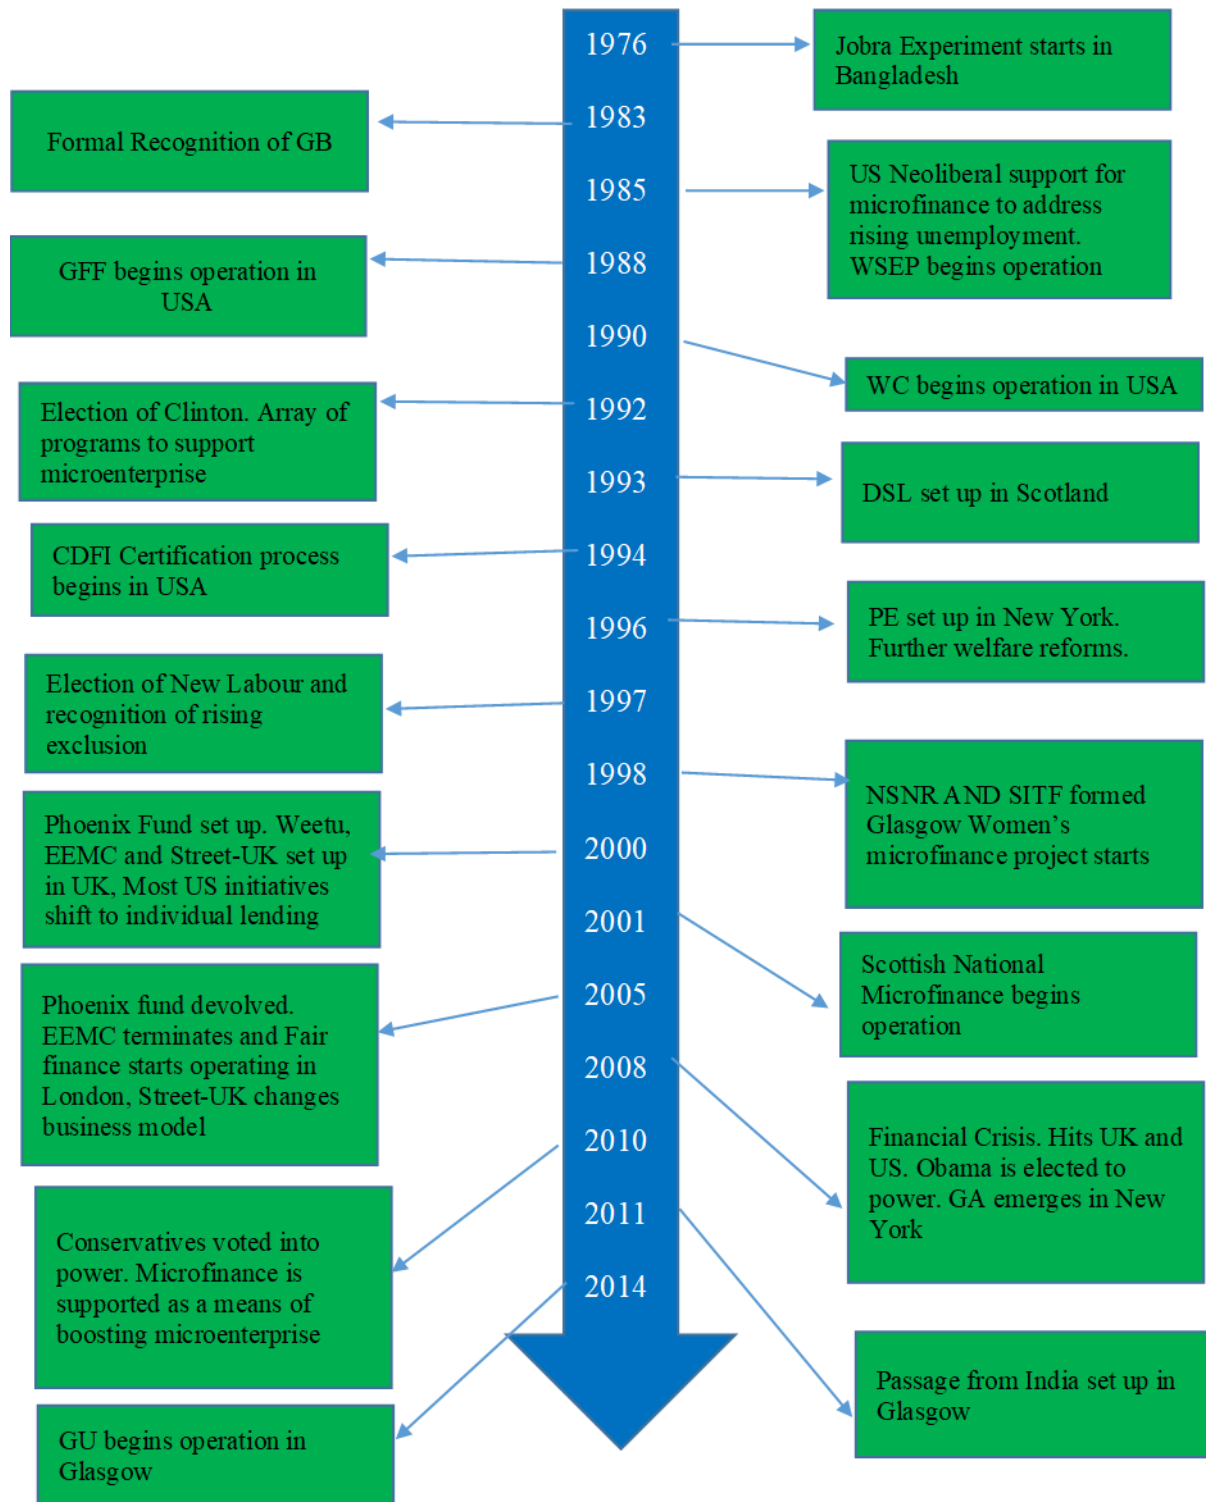 1976
Jobra Experiment starts in
Bangladesh
1983
Formal Recognition of GB
1985
US Neoliberal support for
microfinance to address
rising unemployment.
WSEP begins operation
1988
GFF begins operation in
USA
1990
WC begins operation in USA
1992
Election of Clinton. Array of
programs to support
microenterprise
1993
DSL set up in Scotland
1994
CDFI Certification process
begins in USA
1996
PE set up in New York.
Further welfare reforms.
1997
Election of New Labour and
recognition of rising
exclusion
1998
NSNR AND SITF formed
Glasgow Women’s
microfinance project starts
2000
Phoenix Fund set up. Weetu,
EEMC and Street-UK set up
in UK, Most US initiatives
shift to individual lending
2001
Scottish National
Microfinance begins
operation
2005
Phoenix fund devolved.
EEMC terminates and Fair
finance starts operating in
London, Street-UK changes
business model
2008
Financial Crisis. Hits UK and
US. Obama is elected to
power. GA emerges in New
York
2010
Conservatives voted into
power. Microfinance is
supported as a means of
boosting microenterprise
2011
Passage from India set up in
Glasgow
2014
GU begins operation in
Glasgow